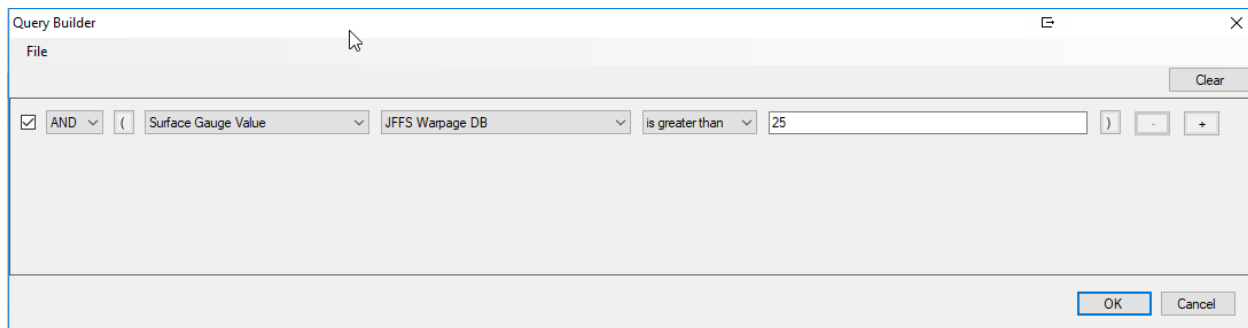 Query Builder
File
Clear
AND ( Surface Gauge Value JFFS Warpage DB is greater than 25 ) - +
OK Cancel